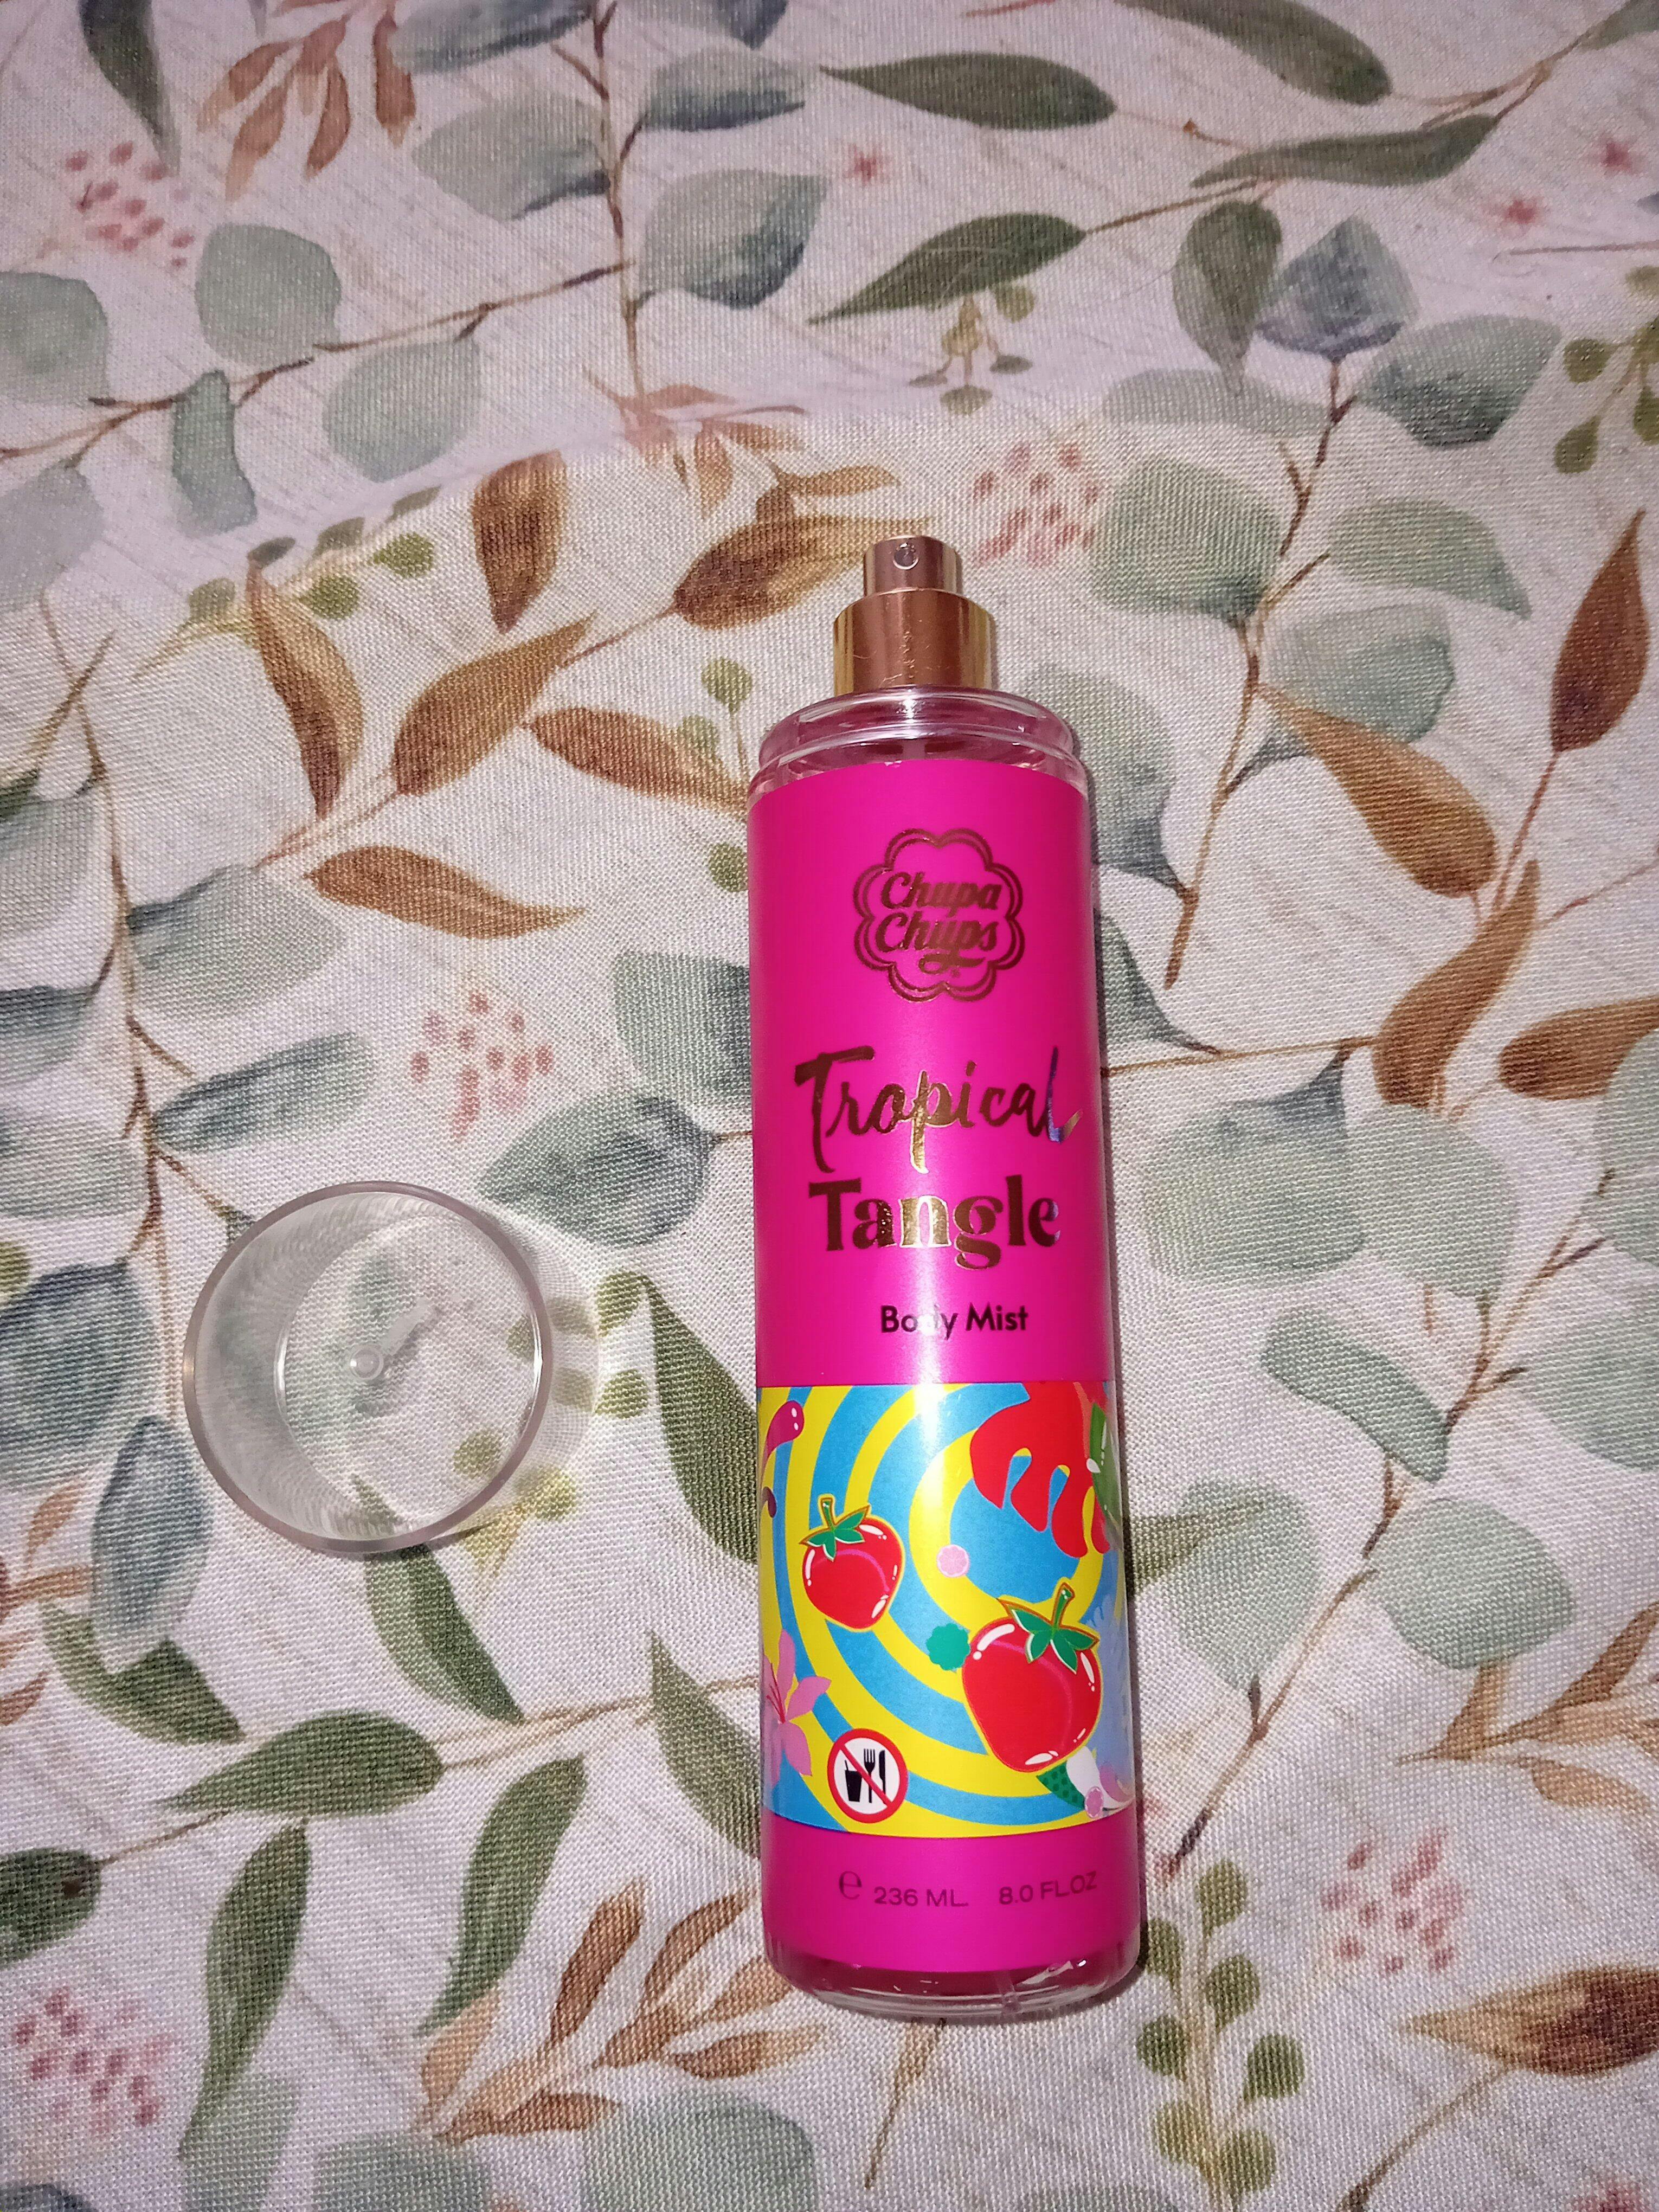 Chupa
Chups
Tropical
Tangle
Body Mist
℮ 236 ML 8.0 FL.OZ